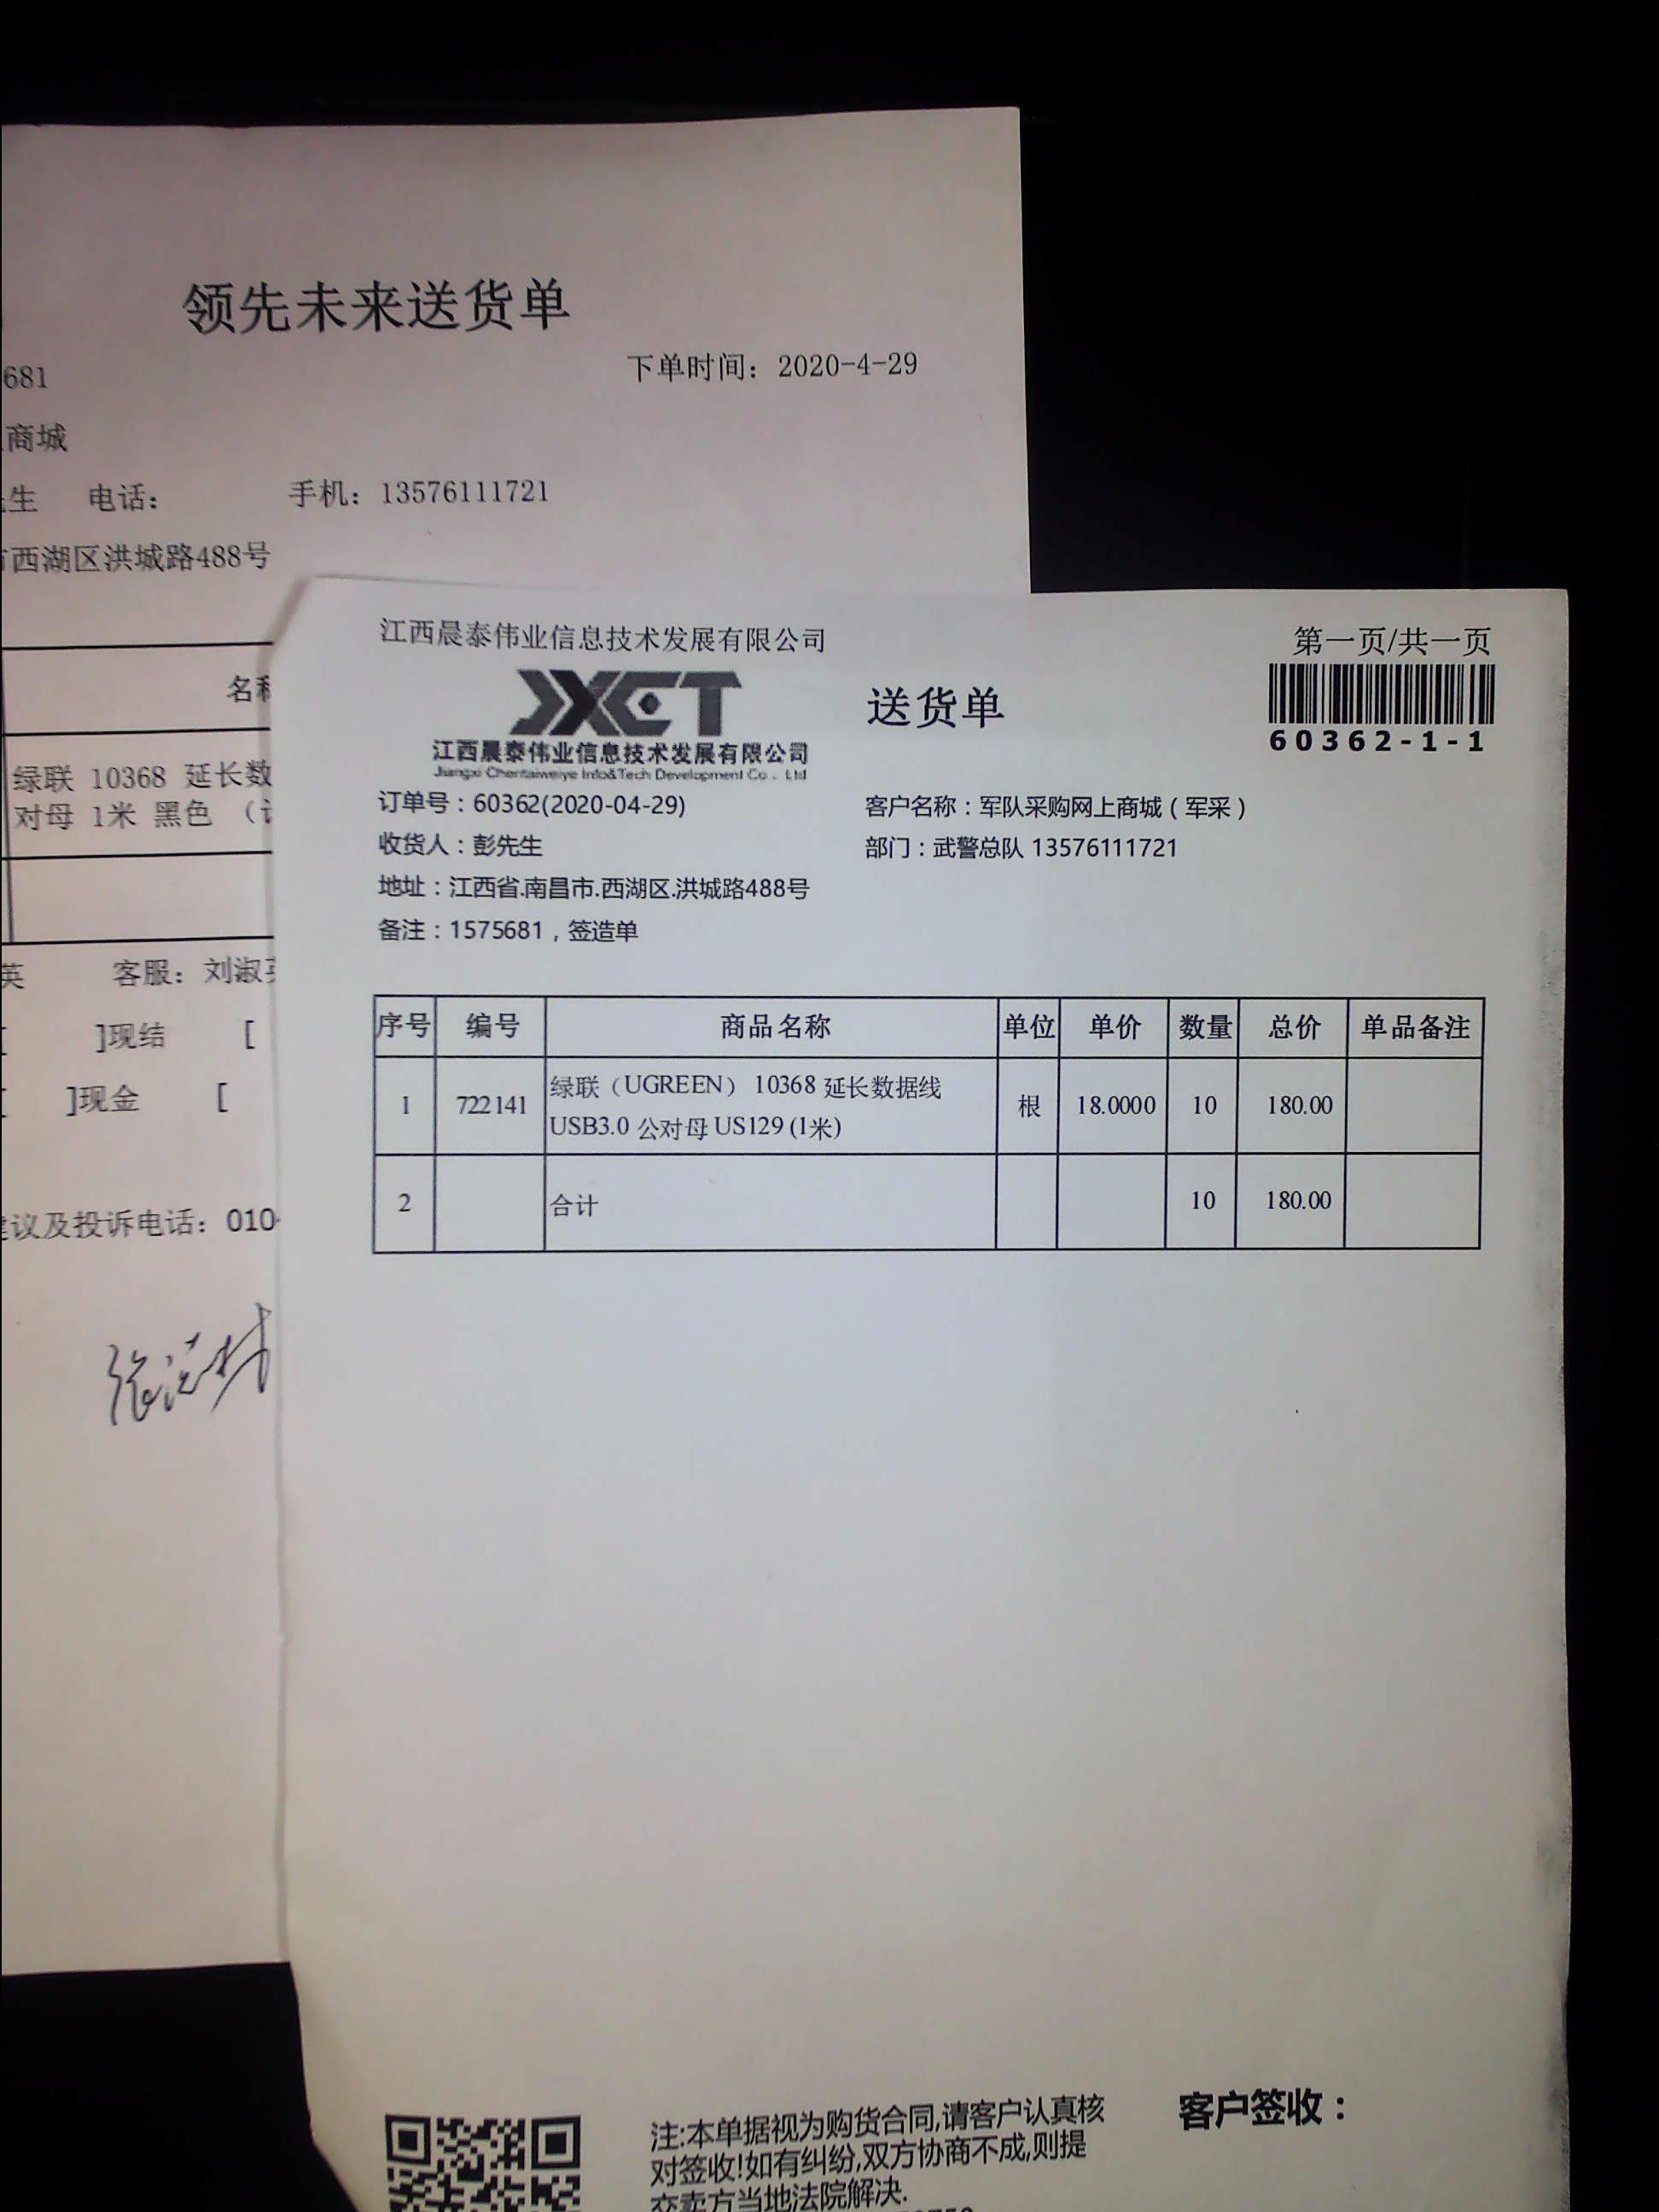 领先未来送货单
681
下单时间：2020-4-29
商城
生 电话： 手机：13576111721
西湖区洪城路488号
名称
绿联 10368 延长数
对母 1米 黑色 （
英 客服：刘淑
]现结 [
]现金 [
议及投诉电话：010-
江西晨泰伟业信息技术发展有限公司
第一页/共一页
JXCT
送货单
60362-1-1
江西晨泰伟业信息技术发展有限公司
Jiangxi Chentaiweiye Info&Tech Development Co., Ltd
订单号：60362(2020-04-29)
客户名称：军队采购网上商城（军采）
收货人：彭先生
部门：武警总队 13576111721
地址：江西省.南昌市.西湖区.洪城路488号
备注：1575681，签造单
序号 编号 商品名称 单位 单价 数量 总价 单品备注
1 722141 绿联（UGREEN） 10368 延长数据线 USB3.0 公对母 US129 (1米) 根 18.0000 10 180.00
2 合计 10 180.00
注:本单据视为购货合同,请客户认真核
对签收!如有纠纷,双方协商不成,则提
交卖方当地法院解决.
客户签收：